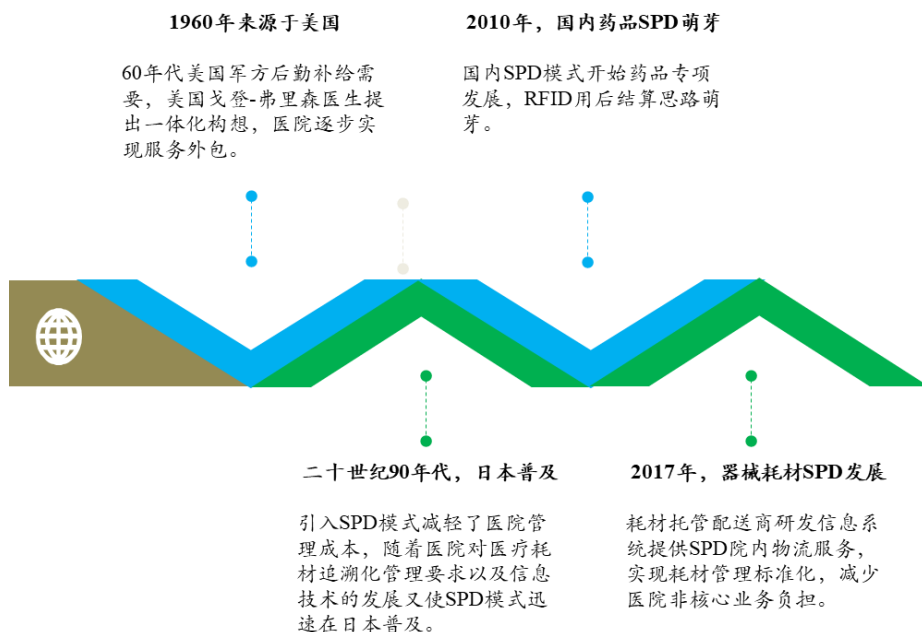 1960年来源于美国
60年代美国军方后勤补给需
要，美国戈登-弗里森医生提
出一体化构想，医院逐步实
现服务外包。
2010年，国内药品SPD萌芽
国内SPD模式开始药品专项
发展，RFID用后结算思路萌
芽。
二十世纪90年代，日本普及
引入SPD模式减轻了医院管
理成本，随着医院对医疗耗
材追溯化管理要求以及信息
技术的发展又使SPD模式迅
速在日本普及。
2017年，器械耗材SPD发展
耗材托管配送商研发信息系
统提供SPD院内物流服务，
实现耗材管理标准化，减少
医院非核心业务负担。